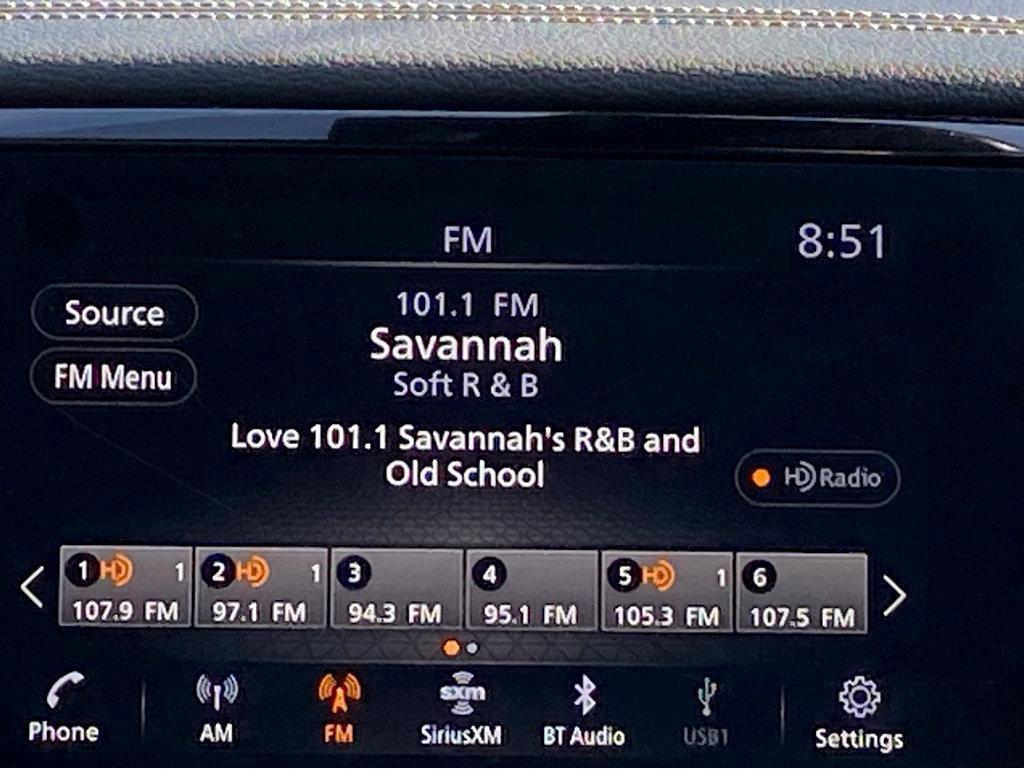 FM
8:51
Source
101.1 FM
Savannah
FM Menu
Soft R & B
Love 101.1 Savannah's R&B and
Old School
HD Radio
1 HD 1
107.9 FM
2 HD 1
97.1 FM
3
94.3 FM
4
95.1 FM
5 HD 1
105.3 FM
6
107.5 FM
Phone
AM
FM
sxm
SiriusXM
BT Audio
USB1
Settings